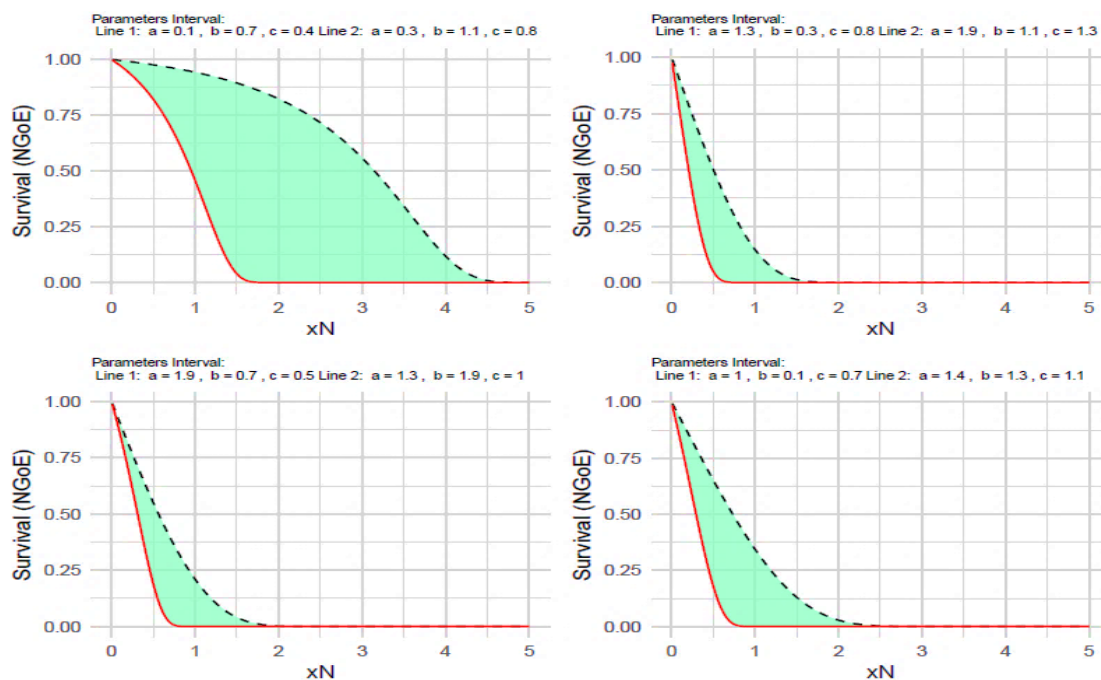 Parameters Interval:
Line 1: a = 0.1 , b = 0.7 , c = 0.4 Line 2: a = 0.3 , b = 1.1 , c = 0.8
Survival (NGoE)
1.00
0.75
0.50
0.25
0.00
0 1 2 3 4 5
xN
Parameters Interval:
Line 1: a = 1.3 , b = 0.3 , c = 0.8 Line 2: a = 1.9 , b = 1.1 , c = 1.3
Survival (NGoE)
1.00
0.75
0.50
0.25
0.00
0 1 2 3 4 5
xN
Parameters Interval:
Line 1: a = 1.9 , b = 0.7 , c = 0.5 Line 2: a = 1.3 , b = 1.9 , c = 1
Survival (NGoE)
1.00
0.75
0.50
0.25
0.00
0 1 2 3 4 5
xN
Parameters Interval:
Line 1: a = 1 , b = 0.1 , c = 0.7 Line 2: a = 1.4 , b = 1.3 , c = 1.1
Survival (NGoE)
1.00
0.75
0.50
0.25
0.00
0 1 2 3 4 5
xN